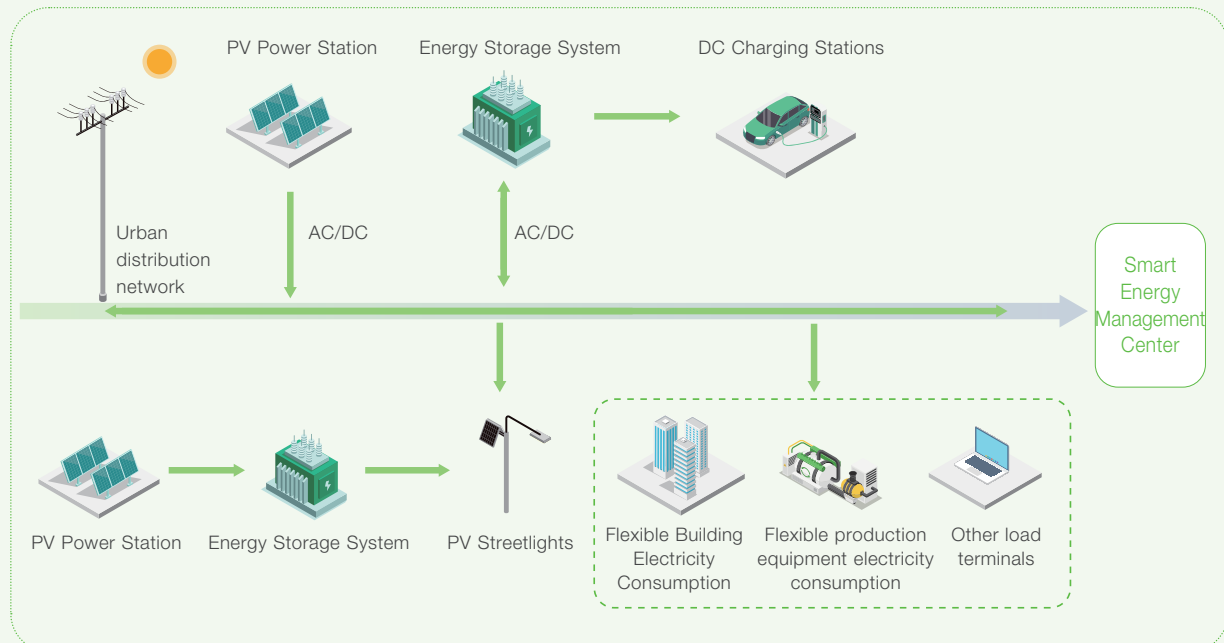 PV Power Station
Energy Storage System
DC Charging Stations
Urban
distribution
network
AC/DC
AC/DC
Smart
Energy
Management
Center
PV Power Station
Energy Storage System
PV Streetlights
Flexible Building
Electricity
Consumption
Flexible production
equipment electricity
consumption
Other load
terminals